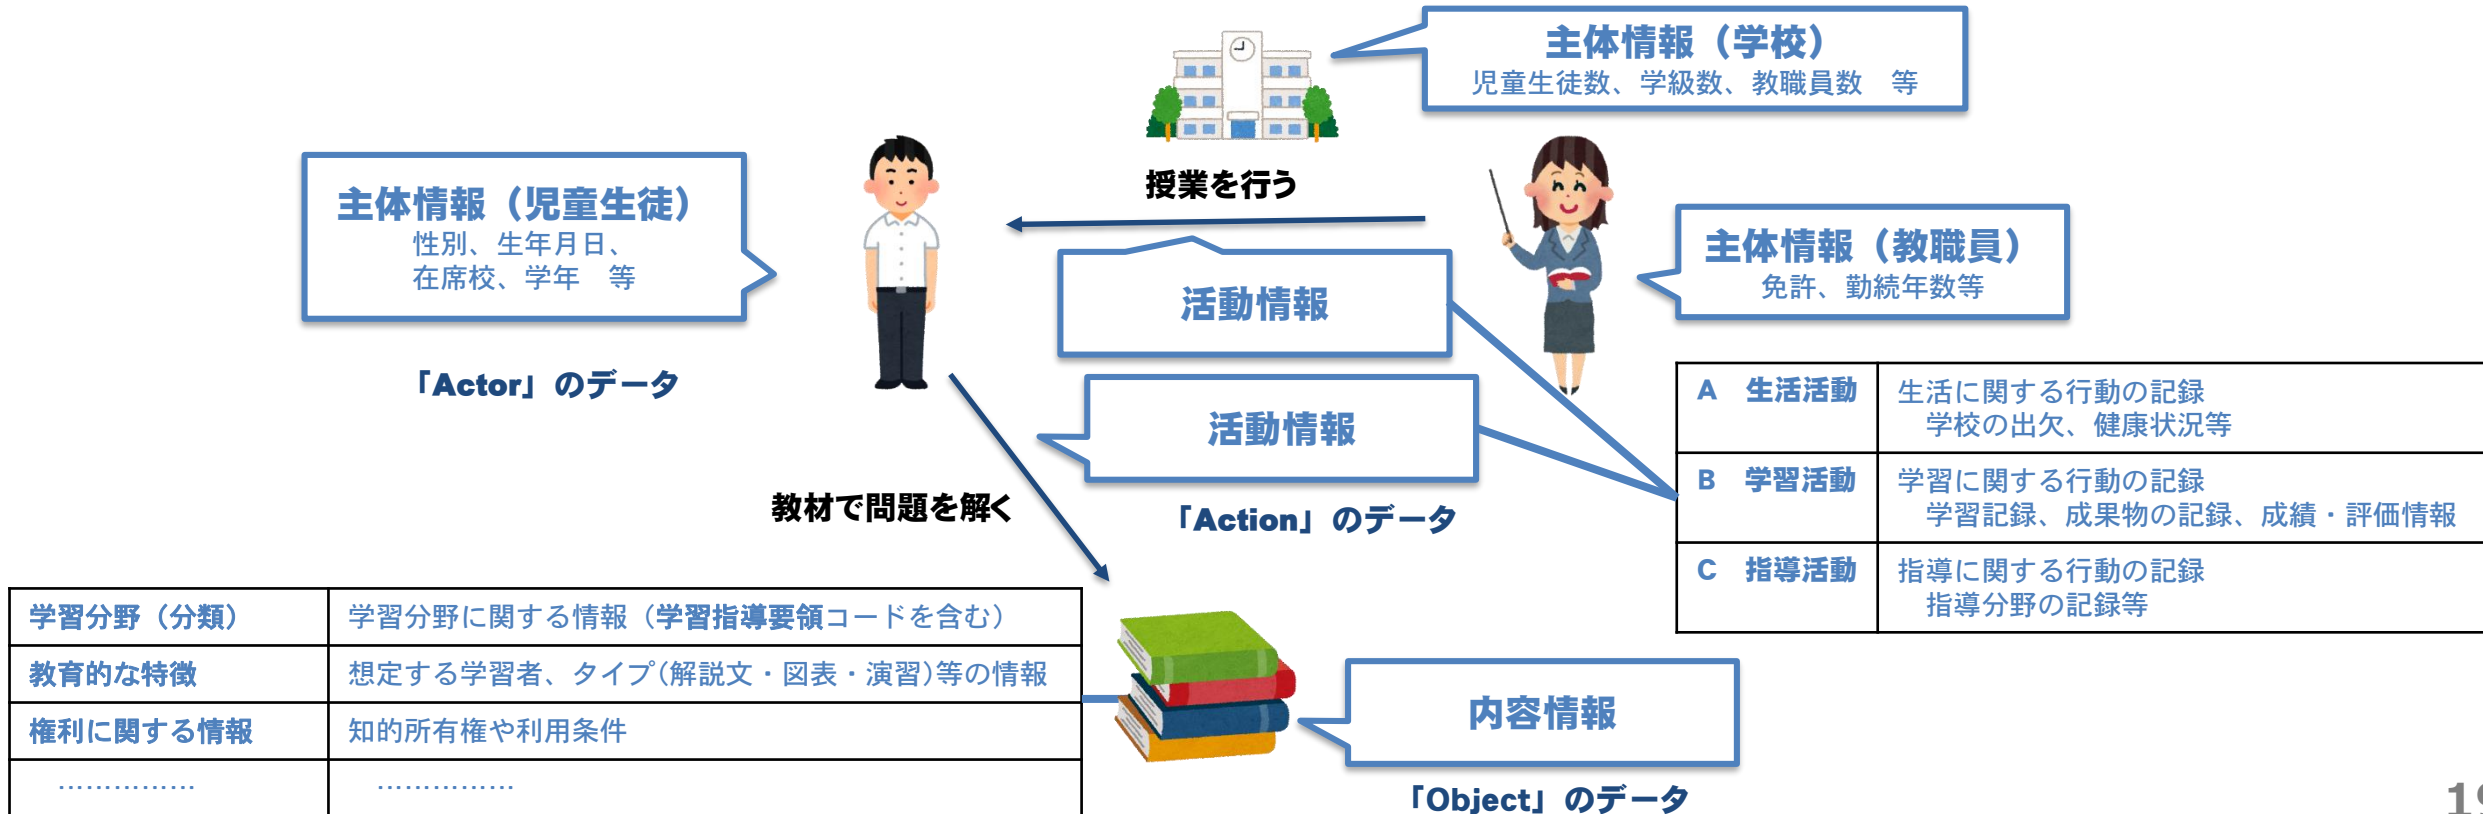 主体情報（学校）
児童生徒数、学級数、教職員数　等
授業を行う
主体情報（児童生徒）
性別、生年月日、
在席校、学年　等
主体情報（教職員）
免許、勤続年数等
活動情報
「Actor」のデータ
活動情報
教材で問題を解く
「Action」のデータ
A　生活活動　生活に関する行動の記録
学校の出欠、健康状況等
B　学習活動　学習に関する行動の記録
学習記録、成果物の記録、成績・評価情報
C　指導活動　指導に関する行動の記録
指導分野の記録等
学習分野（分類）　学習分野に関する情報（学習指導要領コードを含む）
教育的な特徴　想定する学習者、タイプ(解説文・図表・演習)等の情報
権利に関する情報　知的所有権や利用条件
……………　……………
内容情報
「Object」のデータ